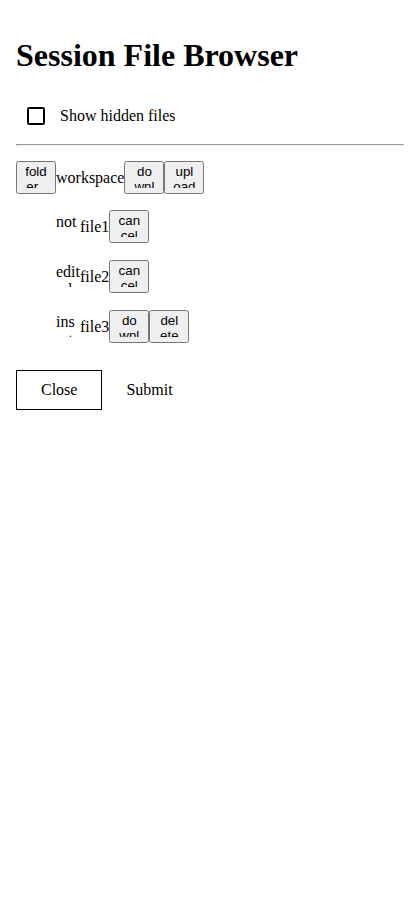 Session File Browser
Show hidden files
fold
er
workspace
do
wnl
upl
oad
not
file1
can
cel
edit
file2
can
cel
ins
file3
do
wnl
del
ete
Close
Submit